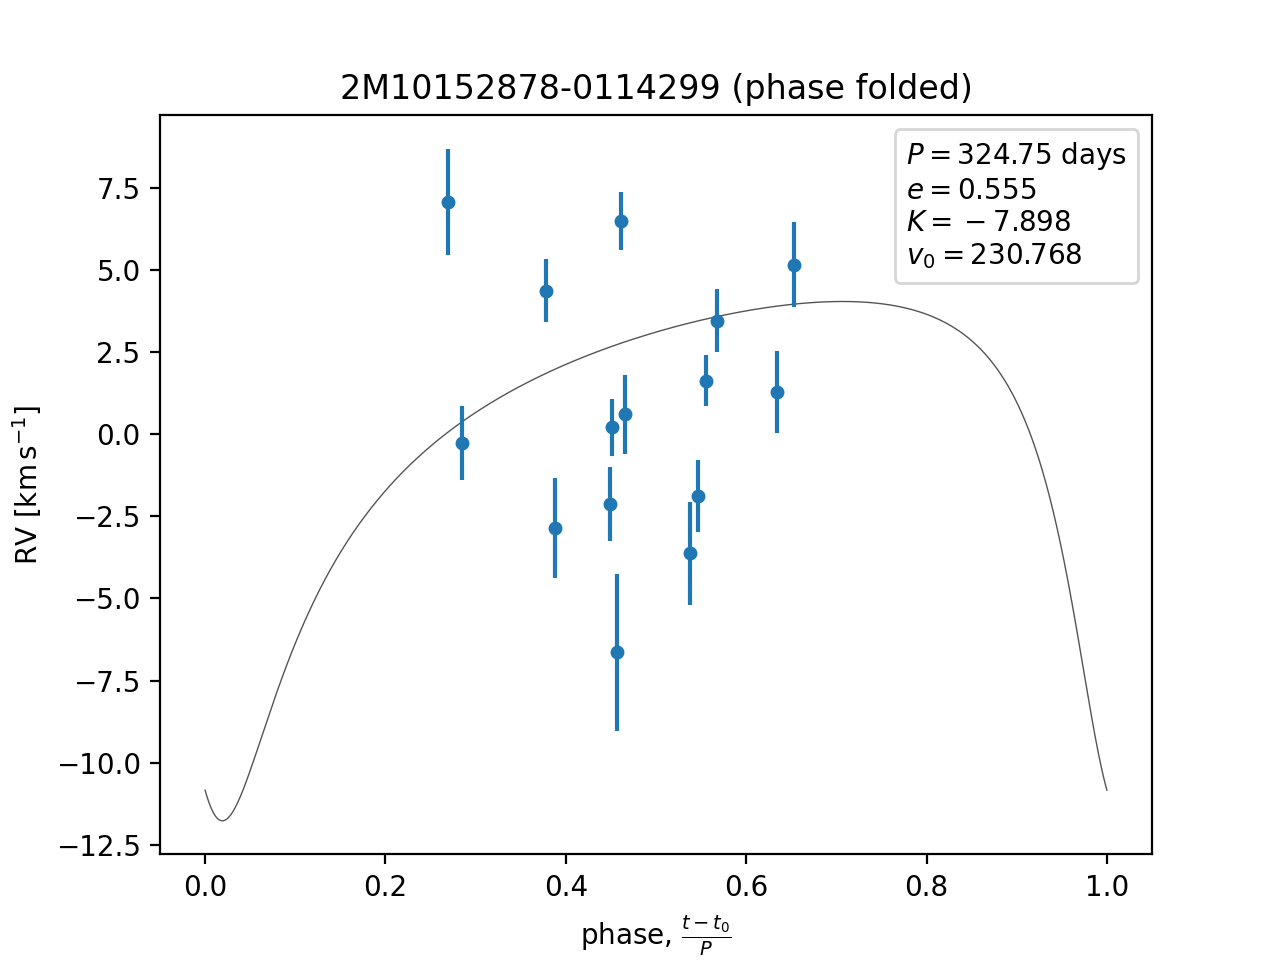 2M10152878-0114299 (phase folded)
P = 324.75 days
e = 0.555
K = −7.898
v₀ = 230.768
7.5
5.0
2.5
0.0
−2.5
−5.0
−7.5
−10.0
−12.5
RV [km s⁻¹]
0.0 0.2 0.4 0.6 0.8 1.0
phase, (t − t₀)/P